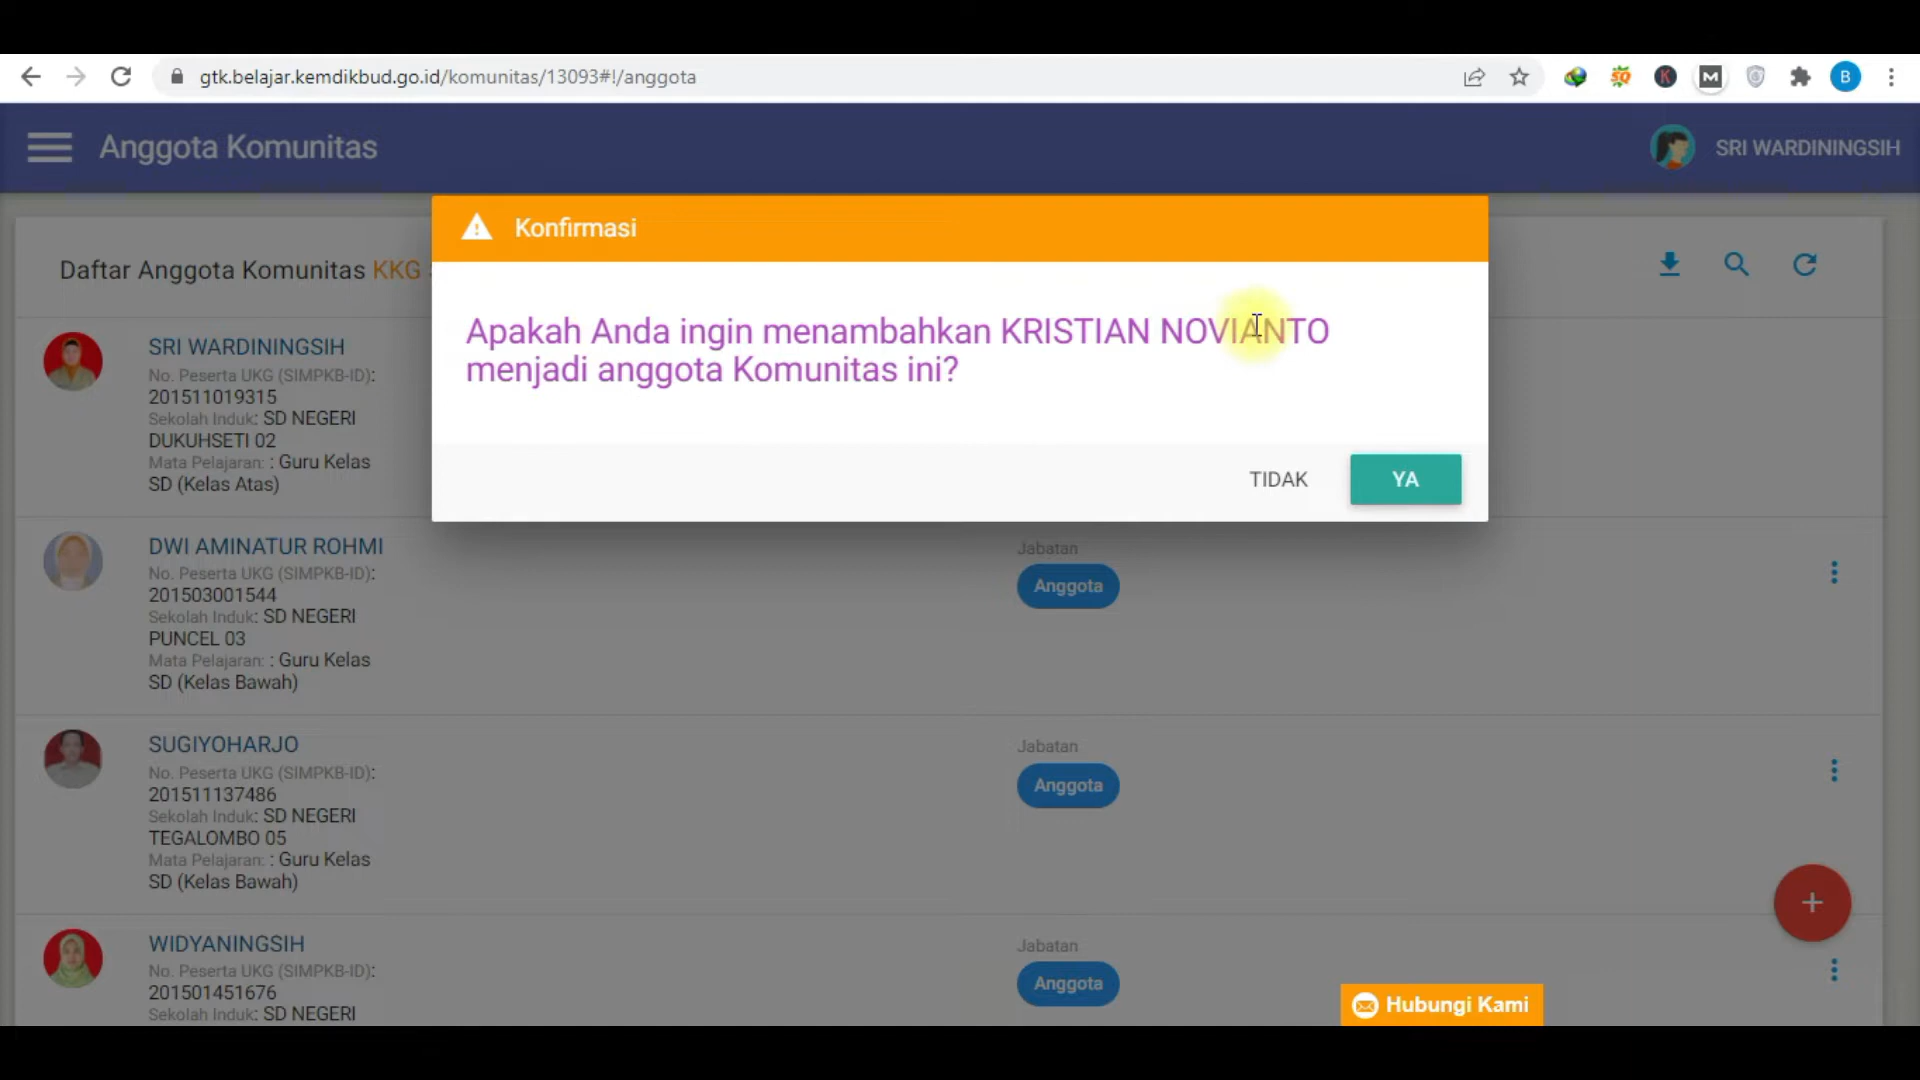 gtk.belajar.kemdikbud.go.id/komunitas/13093#!/anggota
SQ
K
M
B
Anggota Komunitas
SRI WARDININGSIH
Konfirmasi
Apakah Anda ingin menambahkan KRISTIAN NOVIANTO
menjadi anggota Komunitas ini?
TIDAK
YA
Daftar Anggota Komunitas KKG
SRI WARDININGSIH
No. Peserta UKG (SIMPKB-ID):
201511019315
Sekolah Induk: SD NEGERI
DUKUHSETI 02
Mata Pelajaran: : Guru Kelas
SD (Kelas Atas)
DWI AMINATUR ROHMI
No. Peserta UKG (SIMPKB-ID):
201503001544
Sekolah Induk: SD NEGERI
PUNCEL 03
Mata Pelajaran: : Guru Kelas
SD (Kelas Bawah)
Jabatan
Anggota
SUGIYOHARJO
No. Peserta UKG (SIMPKB-ID):
201511137486
Sekolah Induk: SD NEGERI
TEGALOMBO 05
Mata Pelajaran: : Guru Kelas
SD (Kelas Bawah)
Jabatan
Anggota
WIDYANINGSIH
No. Peserta UKG (SIMPKB-ID):
201501451676
Sekolah Induk: SD NEGERI
Jabatan
Anggota
Hubungi Kami